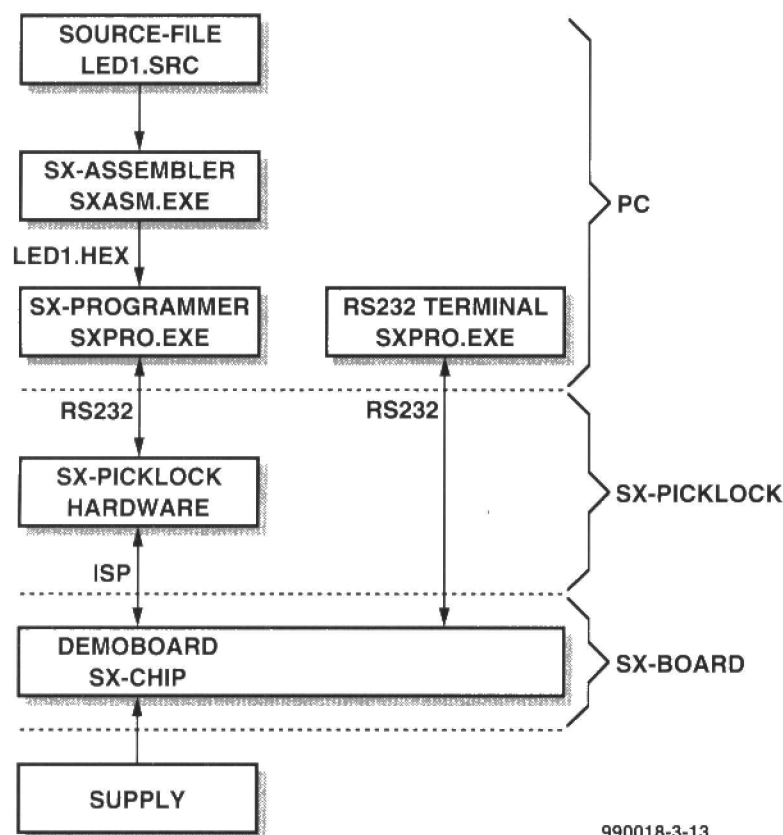 SOURCE-FILE
LED1.SRC
SX-ASSEMBLER
SXASM.EXE
PC
LED1.HEX
SX-PROGRAMMER
SXPRO.EXE
RS232 TERMINAL
SXPRO.EXE
RS232
RS232
SX-PICKLOCK
HARDWARE
SX-PICKLOCK
ISP
DEMOBOARD
SX-CHIP
SX-BOARD
SUPPLY
990018-3-13